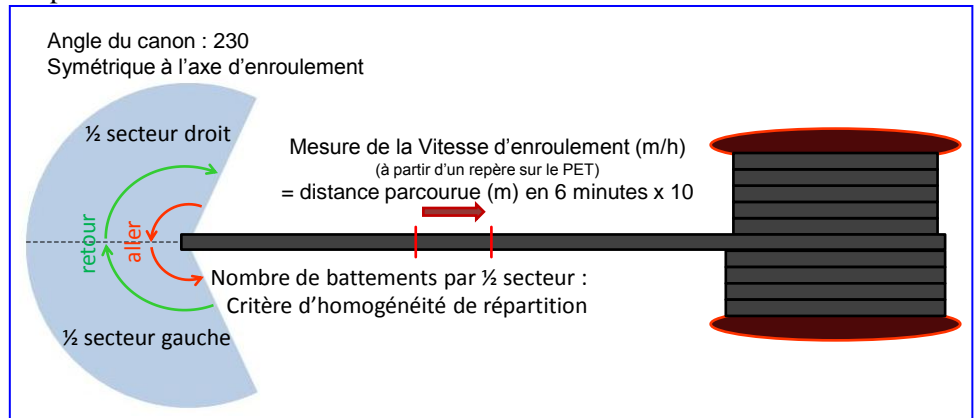 Angle du canon : 230
Symétrique à l’axe d’enroulement
½ secteur droit
Mesure de la Vitesse d’enroulement (m/h)
(à partir d’un repère sur le PET)
= distance parcourue (m) en 6 minutes x 10
retour
aller
Nombre de battements par ½ secteur :
Critère d’homogénéité de répartition
½ secteur gauche